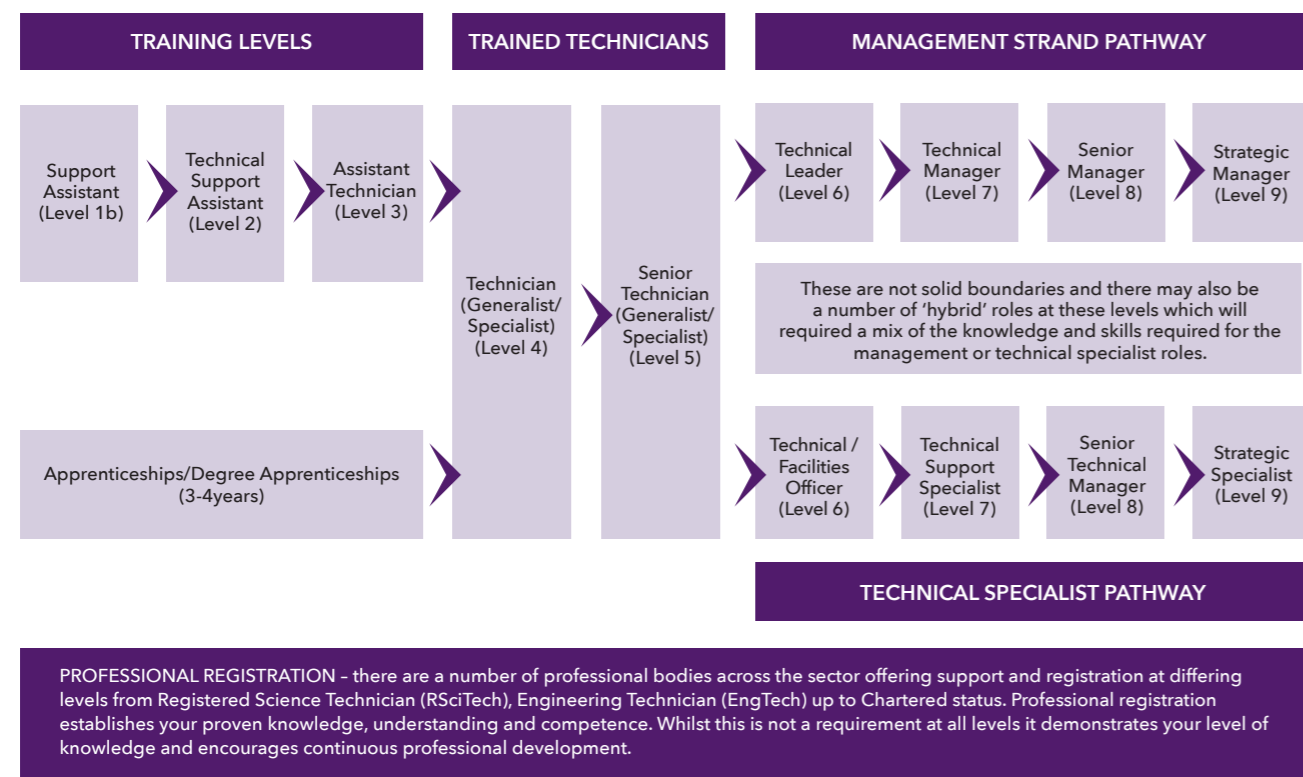 TRAINING LEVELS
TRAINED TECHNICIANS
MANAGEMENT STRAND PATHWAY
Support
Assistant
(Level 1b)
Technical
Support
Assistant
(Level 2)
Assistant
Technician
(Level 3)
Technician
(Generalist/
Specialist)
(Level 4)
Senior
Technician
(Generalist/
Specialist)
(Level 5)
Technical
Leader
(Level 6)
Technical
Manager
(Level 7)
Senior
Manager
(Level 8)
Strategic
Manager
(Level 9)
These are not solid boundaries and there may also be
a number of ‘hybrid’ roles at these levels which will
required a mix of the knowledge and skills required for the
management or technical specialist roles.
Apprenticeships/Degree Apprenticeships
(3-4years)
Technical /
Facilities
Officer
(Level 6)
Technical
Support
Specialist
(Level 7)
Senior
Technical
Manager
(Level 8)
Strategic
Specialist
(Level 9)
TECHNICAL SPECIALIST PATHWAY
PROFESSIONAL REGISTRATION – there are a number of professional bodies across the sector offering support and registration at differing
levels from Registered Science Technician (RSciTech), Engineering Technician (EngTech) up to Chartered status. Professional registration
establishes your proven knowledge, understanding and competence. Whilst this is not a requirement at all levels it demonstrates your level of
knowledge and encourages continuous professional development.